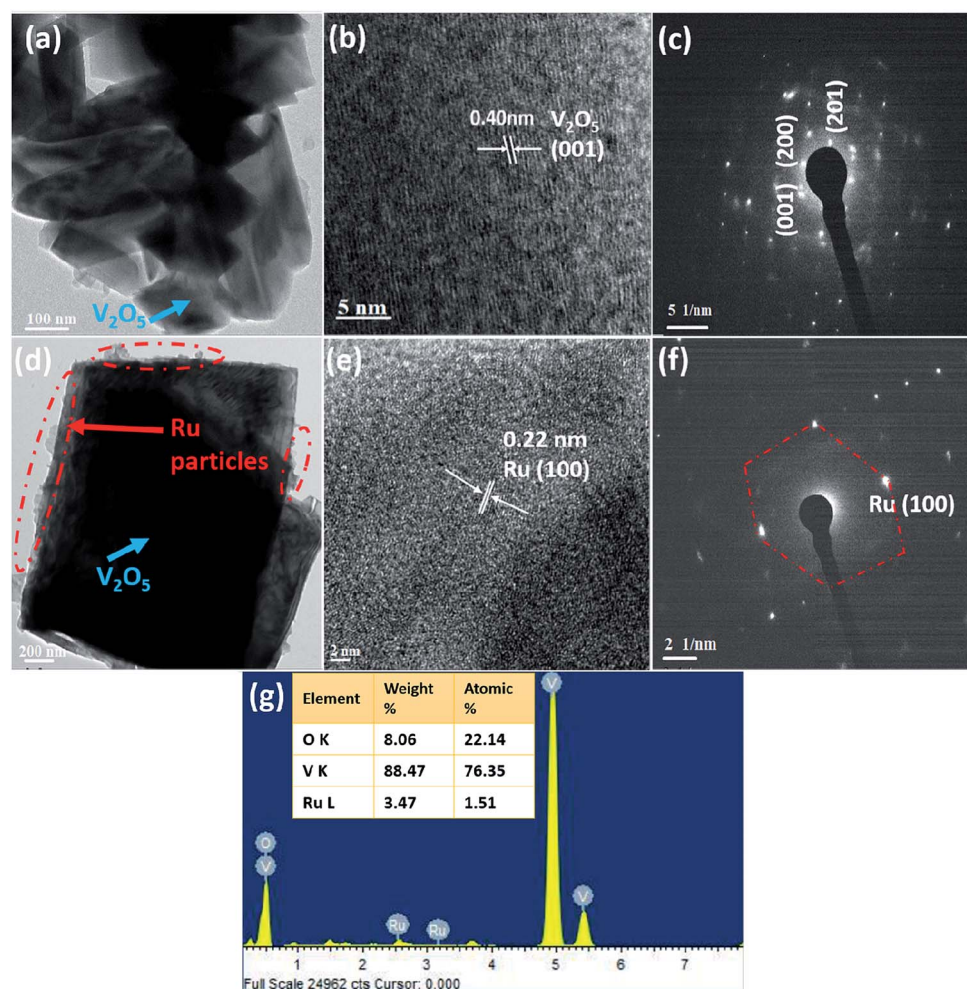 (a)
V₂O₅
100 nm
(b)
0.40nm V₂O₅
(001)
5 nm
(c)
(201)
(200)
(001)
5 1/nm
(d)
Ru
particles
V₂O₅
200 nm
(e)
0.22 nm
Ru (100)
2 nm
(f)
Ru (100)
2 1/nm
(g)
Element Weight % Atomic %
O K 8.06 22.14
V K 88.47 76.35
Ru L 3.47 1.51
V
O
V
Ru
Ru
V
1 2 3 4 5 6 7
Full Scale 24962 cts Cursor: 0.000